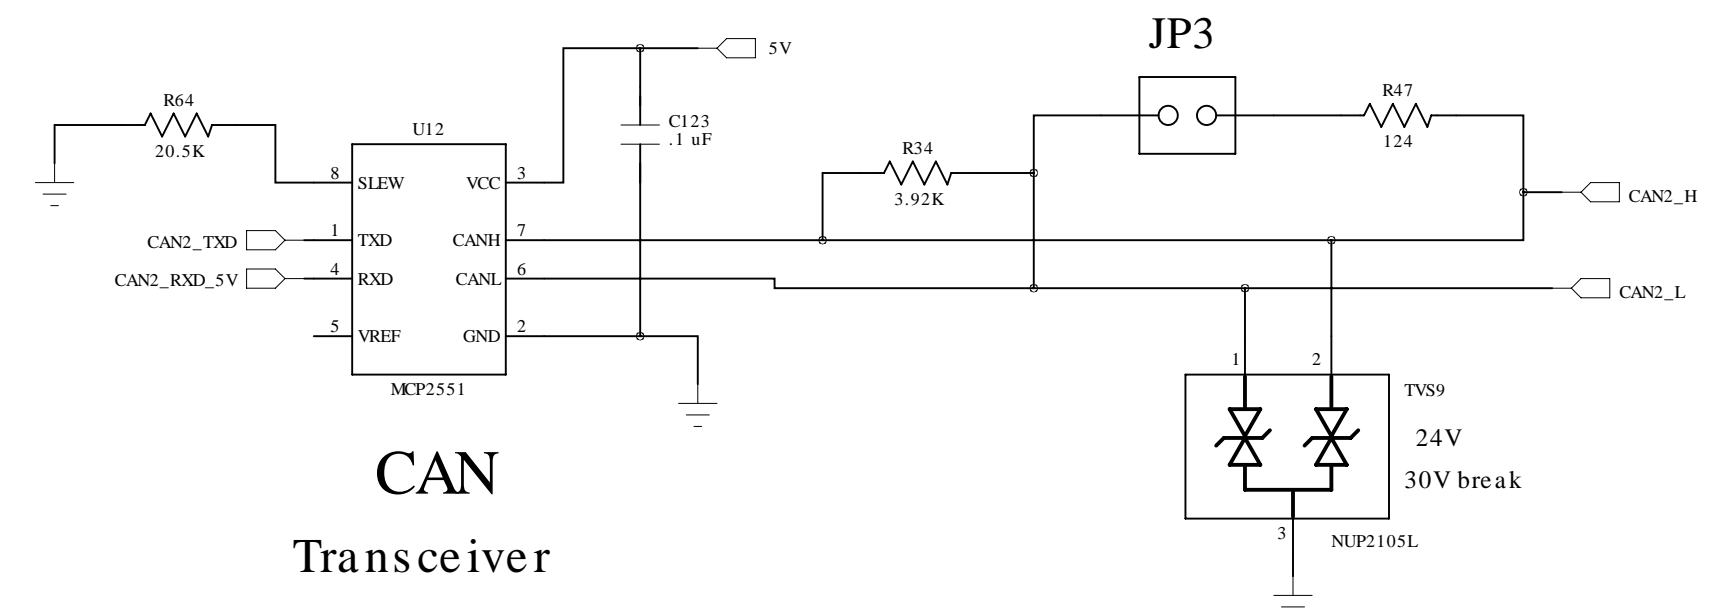 JP3
5V
R64
20.5K
U12
C123
.1 uF
R47
124
R34
3.92K
8
SLEW
VCC
3
CAN2_H
CAN2_TXD
1
TXD
CANH
7
CAN2_RXD_5V
4
RXD
CANL
6
CAN2_L
5
VREF
GND
2
MCP2551
1
2
TVS9
24V
30V break
3
NUP2105L
CAN
Transceiver